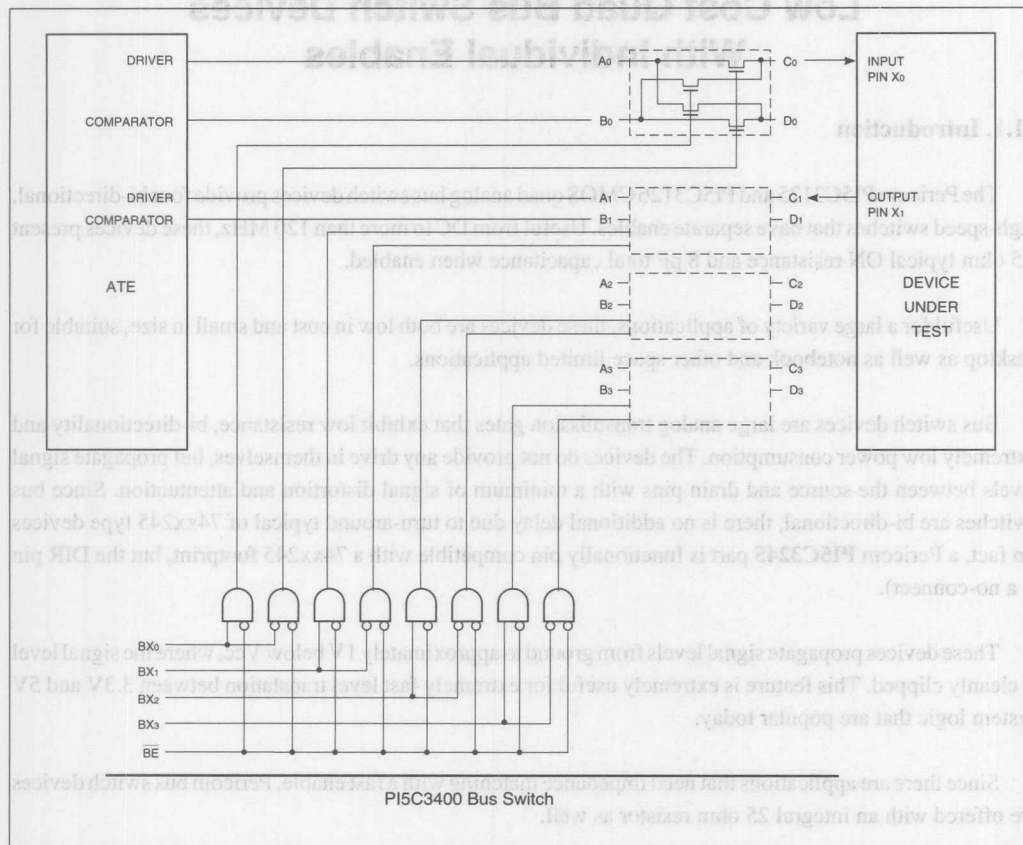 Low Cost Quad Bus Switch Devices
With Individual Enables
DRIVER
A0
C0
INPUT
PIN X0
COMPARATOR
B0
D0
1.1. Introduction
The Pericom PI5C3125 and PI5C3126 CMOS quad analog bus switch devices provide for bi-directional,
DRIVER
A1
C1
OUTPUT
PIN X1
COMPARATOR
B1
D1
high-speed switches that have separate enables. Useful from DC to more than 120 MHz, these devices present
5 ohm typical ON resistance and 8 pF total capacitance when enabled.
ATE
A2
C2
DEVICE
UNDER
TEST
B2
D2
Useful for a large variety of applications, these devices are both low in cost and small in size, suitable for
desktop as well as notebook and other space limited applications.
A3
C3
B3
D3
Bus switch devices are large analog transmission gates that exhibit low resistance, bi-directionality and
extremely low power consumption. The devices do not provide any drive in themselves, but propagate signal
levels between the source and drain pins with a minimum of signal distortion and attentuation. Since bus
switches are bi-directional, there is no additional delay due to turn-around typical of 74xx245 type devices
in fact, a Pericom PI5C3245 part is functionally pin compatible with a 74xx245 footprint, but the DIR pin
a no-connect).
BX0
BX1
BX2
BX3
BE
These devices propagate signal levels from ground to approximately 1V below Vcc, where the signal level
cleanly clipped. This feature is extremely useful for extremely fast level translation between 3.3V and 5V
system logic that are popular today.
Since there are applications that need impedance matching with a fast enable, Pericom bus switch devices
are offered with an integral 25 ohm resistor as well.
PI5C3400 Bus Switch